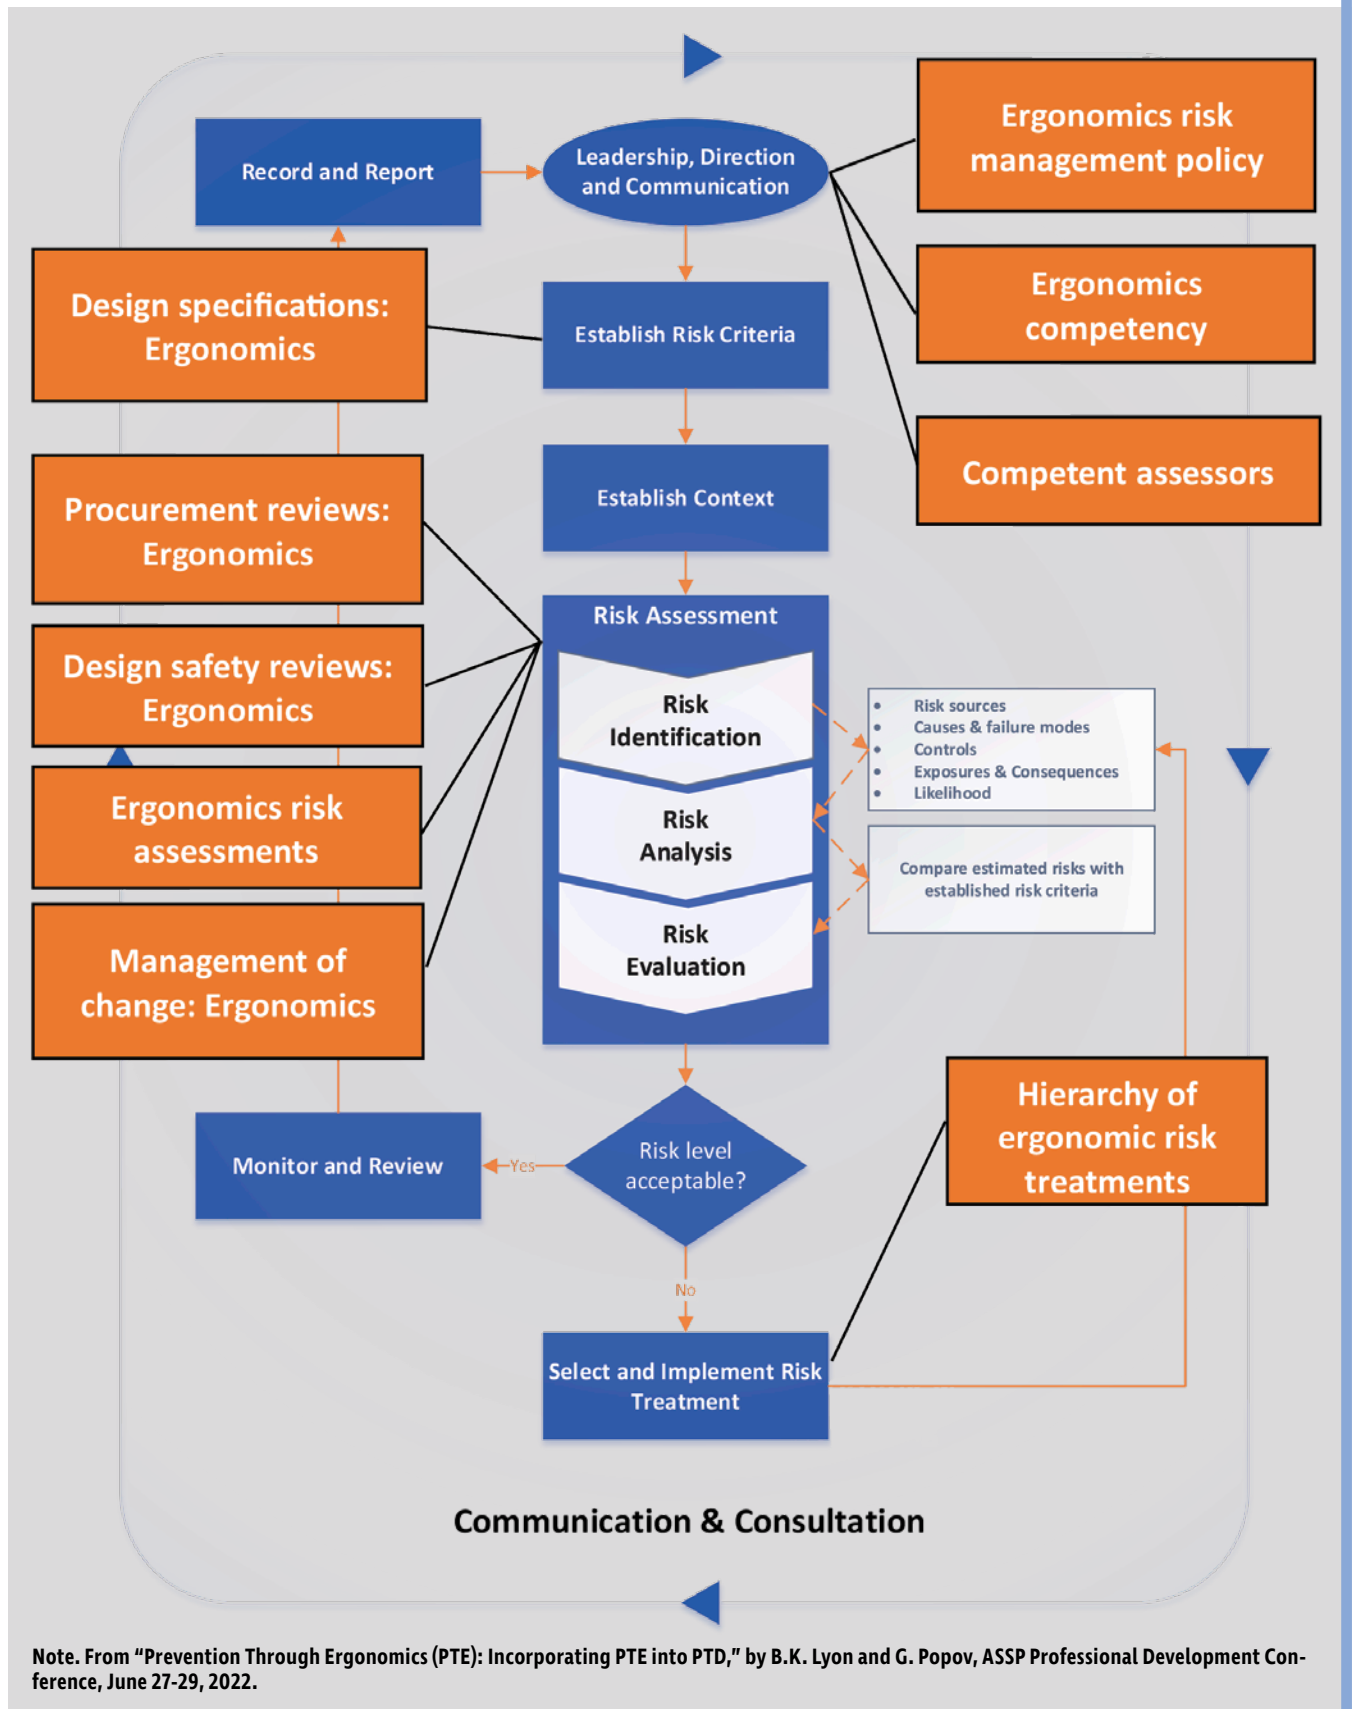 Record and Report
Leadership, Direction
and Communication
Ergonomics risk
management policy
Ergonomics
competency
Competent assessors
Design specifications:
Ergonomics
Establish Risk Criteria
Establish Context
Procurement reviews:
Ergonomics
Design safety reviews:
Ergonomics
Ergonomics risk
assessments
Management of
change: Ergonomics
Risk Assessment
Risk
Identification
Risk
Analysis
Risk
Evaluation
• Risk sources
• Causes & failure modes
• Controls
• Exposures & Consequences
• Likelihood
Compare estimated risks with
established risk criteria
Monitor and Review
Yes
Risk level
acceptable?
Hierarchy of
ergonomic risk
treatments
No
Select and Implement Risk
Treatment
Communication & Consultation
Note. From “Prevention Through Ergonomics (PTE): Incorporating PTE into PTD,” by B.K. Lyon and G. Popov, ASSP Professional Development Con-
ference, June 27-29, 2022.